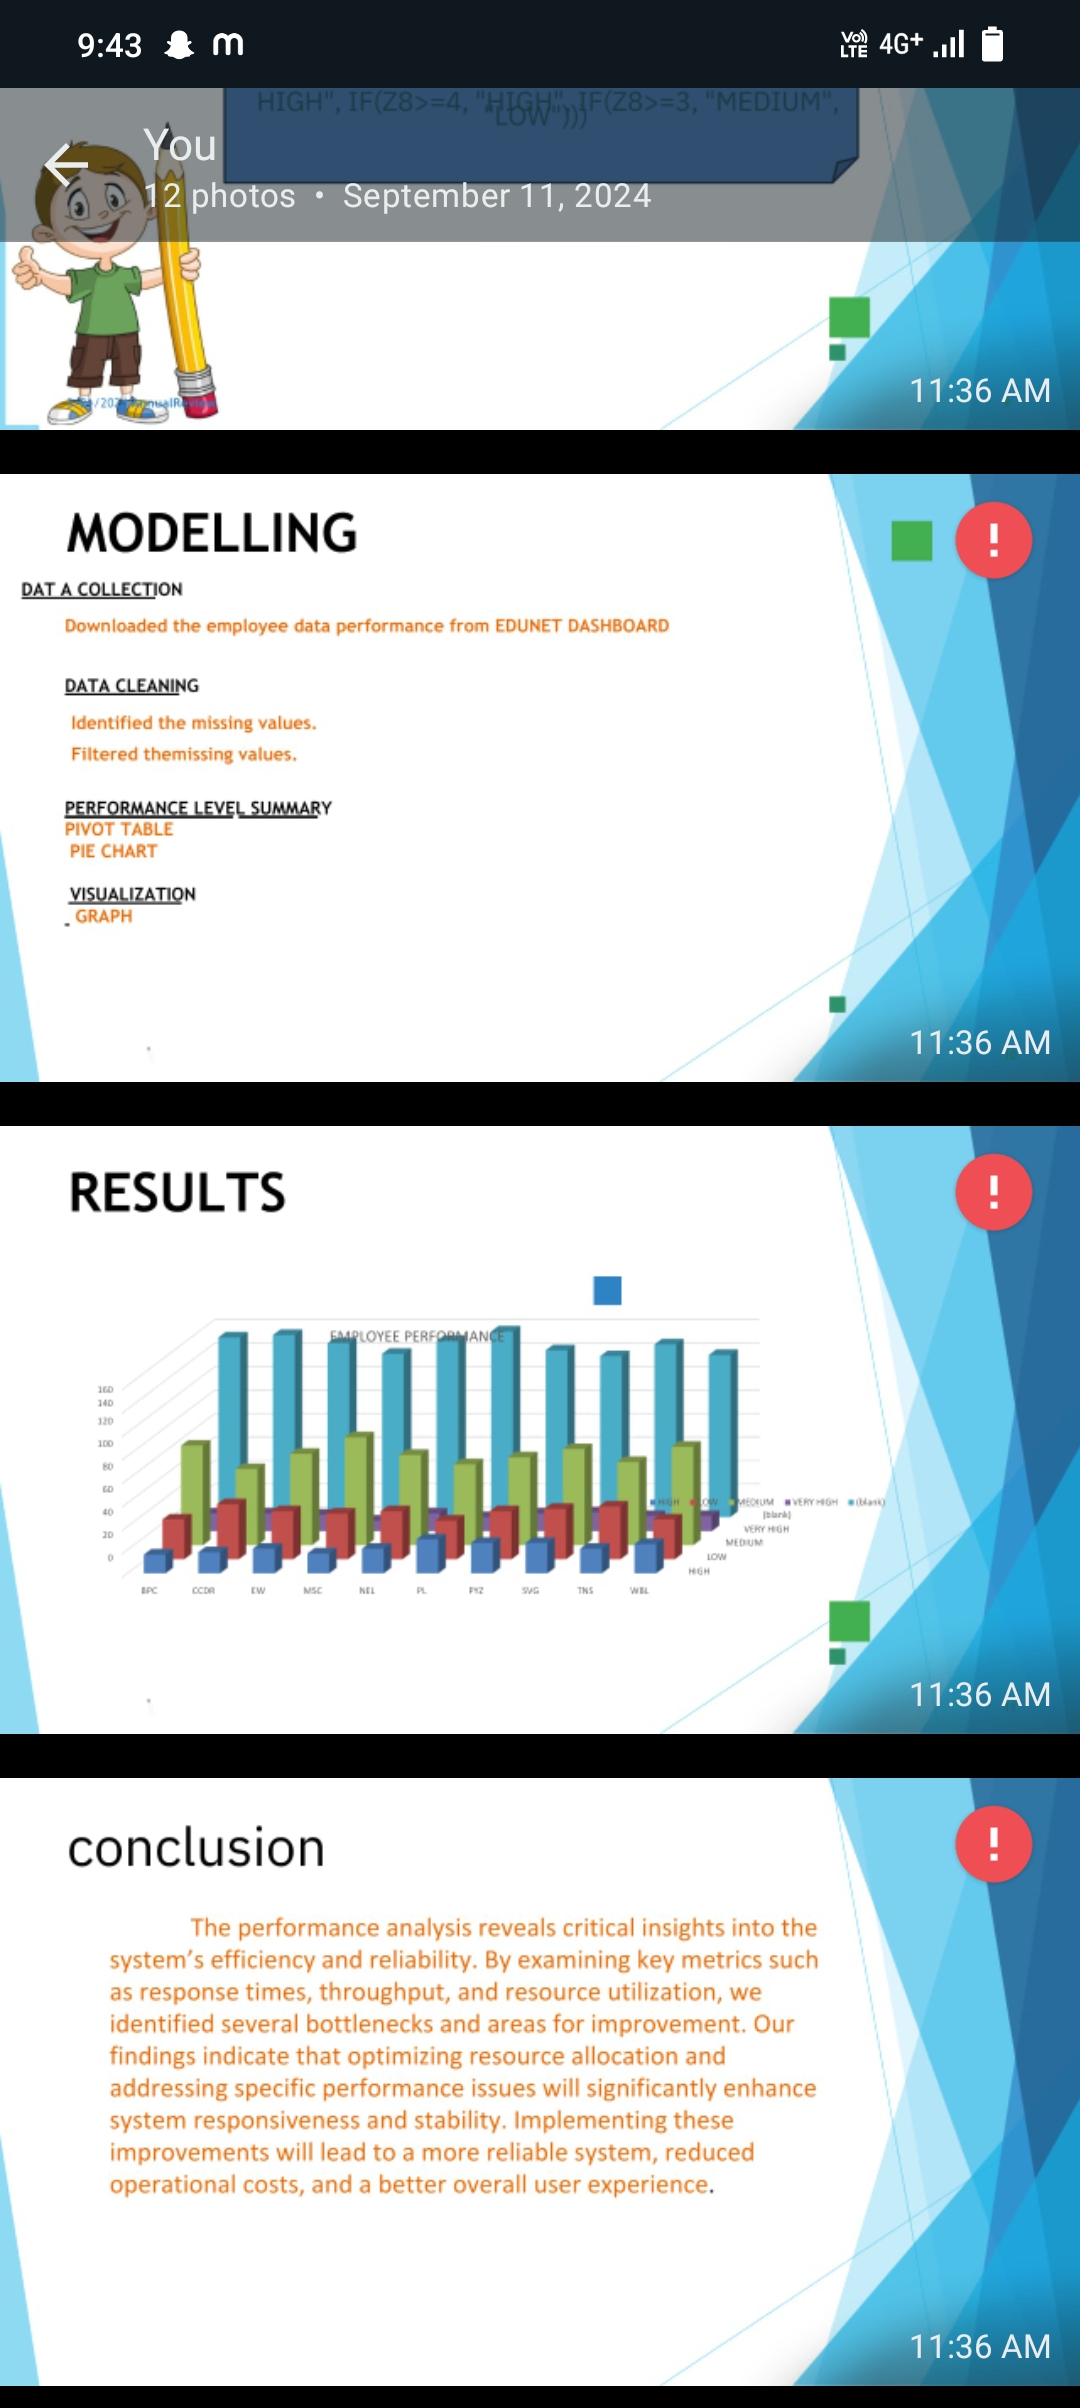 9:43 m Vo) LTE 4G+
HIGH", IF(Z8>=4, "HIGH", IF(Z8>=3, "MEDIUM",
"LOW")))
You
12 photos • September 11, 2024
11:36 AM
MODELLING
DAT A COLLECTION
Downloaded the employee data performance from EDUNET DASHBOARD
DATA CLEANING
Identified the missing values.
Filtered themissing values.
PERFORMANCE LEVEL SUMMARY
PIVOT TABLE
PIE CHART
VISUALIZATION
- GRAPH
11:36 AM
RESULTS
EMPLOYEE PERFORMANCE
160
140
120
100
80
60
40
20
0
HIGH LOW MEDIUM VERY HIGH (blank)
(blank)
VERY HIGH
MEDIUM
LOW
HIGH
BPC CCDR EW MSC NEL PL PYZ SVG TNS WBL
11:36 AM
conclusion
The performance analysis reveals critical insights into the
system's efficiency and reliability. By examining key metrics such
as response times, throughput, and resource utilization, we
identified several bottlenecks and areas for improvement. Our
findings indicate that optimizing resource allocation and
addressing specific performance issues will significantly enhance
system responsiveness and stability. Implementing these
improvements will lead to a more reliable system, reduced
operational costs, and a better overall user experience.
11:36 AM